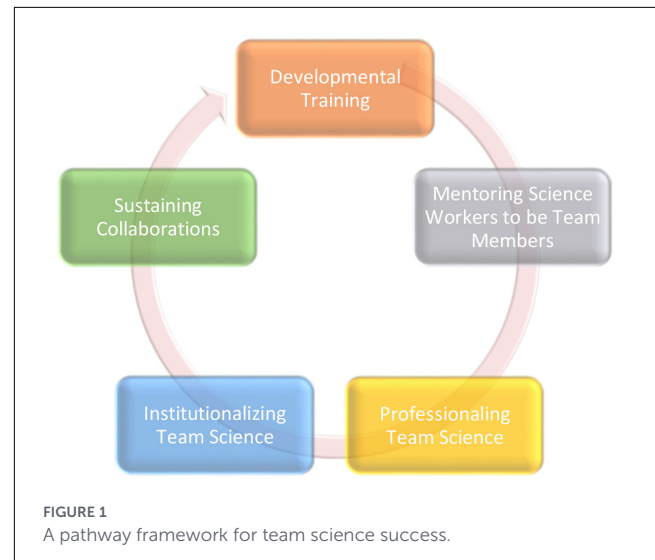 Developmental
Training
Mentoring Science
Workers to be Team
Members
Professionaling
Team Science
Institutionalizing
Team Science
Sustaining
Collaborations
FIGURE 1
A pathway framework for team science success.